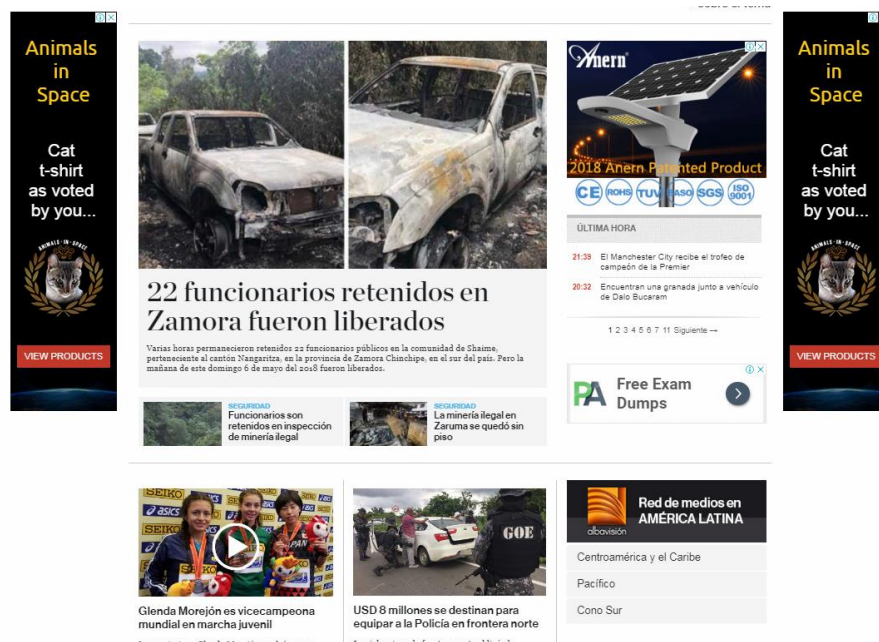 Animals
in
Space
Cat
t-shirt
as voted
by you...
ANIMALS-IN-SPACE
VIEW PRODUCTS
22 funcionarios retenidos en
Zamora fueron liberados
Varias horas permanecieron retenidos 22 funcionarios públicos en la comunidad de Shaime,
perteneciente al cantón Nangaritza, en la provincia de Zamora Chinchipe, en el sur del país. Pero la
mañana de este domingo 6 de mayo del 2018 fueron liberados.
SEGURIDAD
Funcionarios son
retenidos en inspección
de minería ilegal
SEGURIDAD
La minería ilegal en
Zaruma se quedó sin
piso
SEIKO
asics
GOE
Glenda Morejón es vicecampeona
mundial en marcha juvenil
USD 8 millones se destinan para
equipar a la Policía en frontera norte
Anern®
2018 Anern Patented Product
CE ROHS TUV SASO SGS ISO 9001
ÚLTIMA HORA
21:39 El Manchester City recibe el trofeo de
campeón de la Premier
20:32 Encuentran una granada junto a vehículo
de Dalo Bucaram
1 2 3 4 5 6 7 11 Siguiente →
PA
Free Exam
Dumps
albavisión
Red de medios en
AMÉRICA LATINA
Centroamérica y el Caribe
Pacífico
Cono Sur
Animals
in
Space
Cat
t-shirt
as voted
by you...
ANIMALS-IN-SPACE
VIEW PRODUCTS